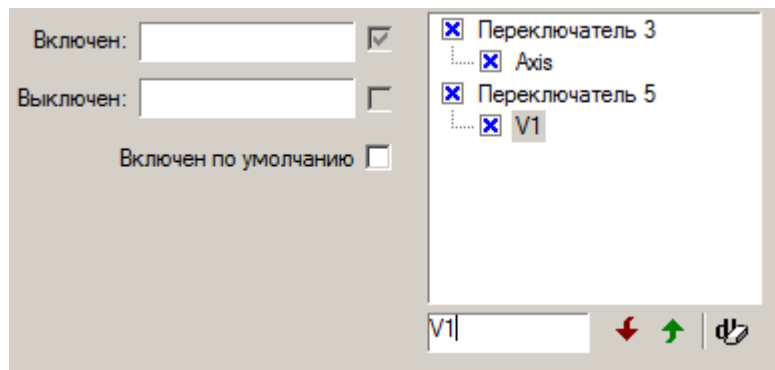 Включен:
Выключен:
Включен по умолчанию
Переключатель 3
Axis
Переключатель 5
V1
V1